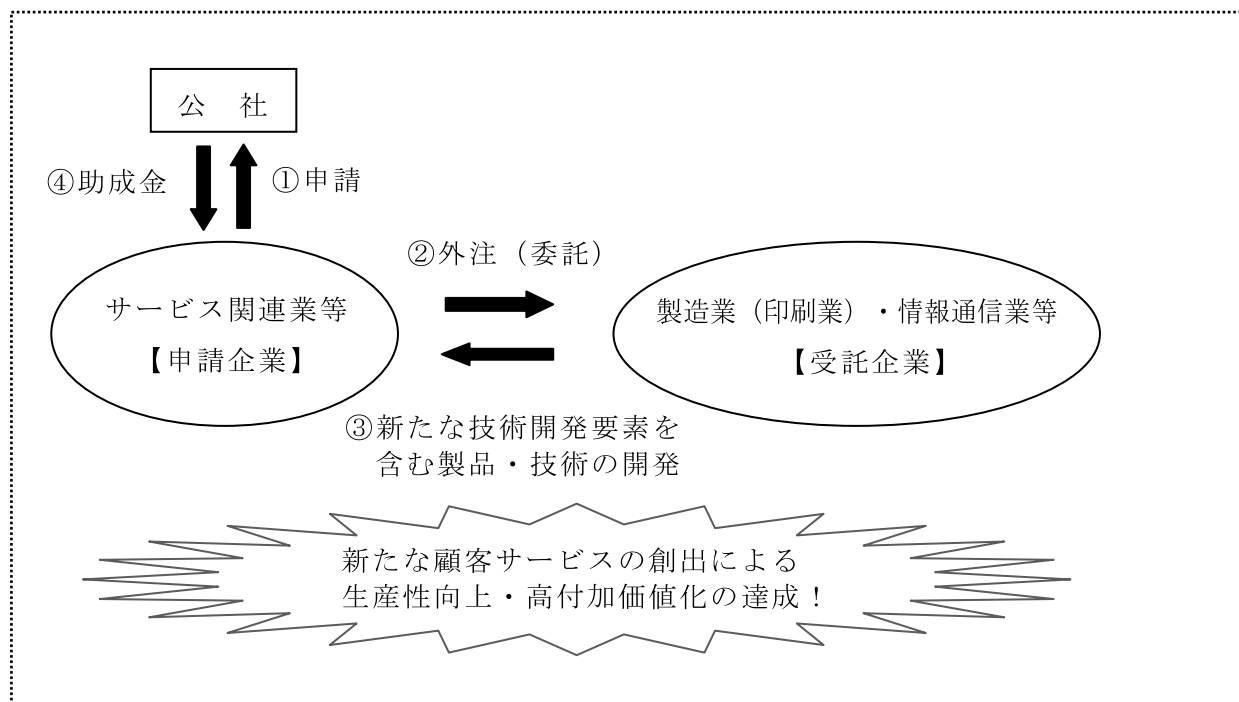 公　社
④助成金
①申請
②外注（委託）
サービス関連業等
【申請企業】
製造業（印刷業）・情報通信業等
【受託企業】
③新たな技術開発要素を
含む製品・技術の開発
新たな顧客サービスの創出による
生産性向上・高付加価値化の達成！